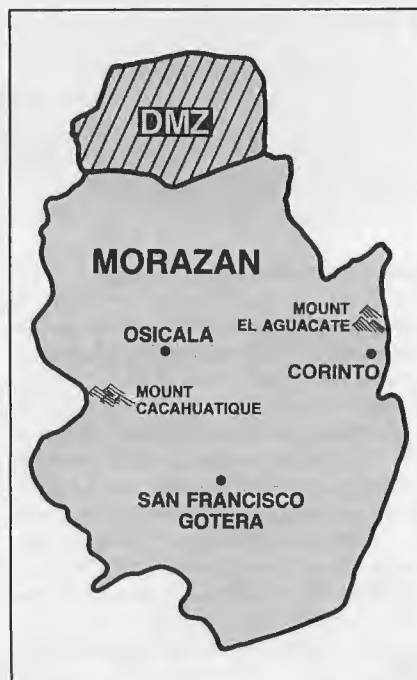 DMZ
MORAZAN
MOUNT
EL AGUACATE
OSICALA
CORINTO
MOUNT
CACAHUATIQUE
SAN FRANCISCO
GOTERA